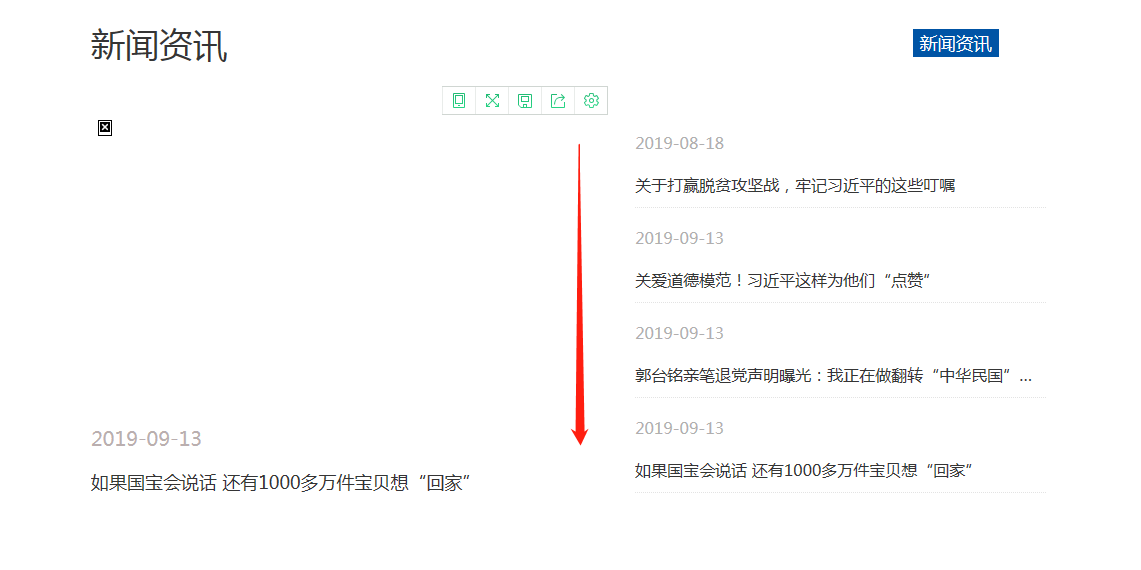 新闻资讯
新闻资讯
2019-09-13
如果国宝会说话 还有1000多万件宝贝想“回家”
2019-08-18
关于打赢脱贫攻坚战，牢记习近平的这些叮嘱
2019-09-13
关爱道德模范！习近平这样为他们“点赞”
2019-09-13
郭台铭亲笔退党声明曝光：我正在做翻转“中华民国”...
2019-09-13
如果国宝会说话 还有1000多万件宝贝想“回家”